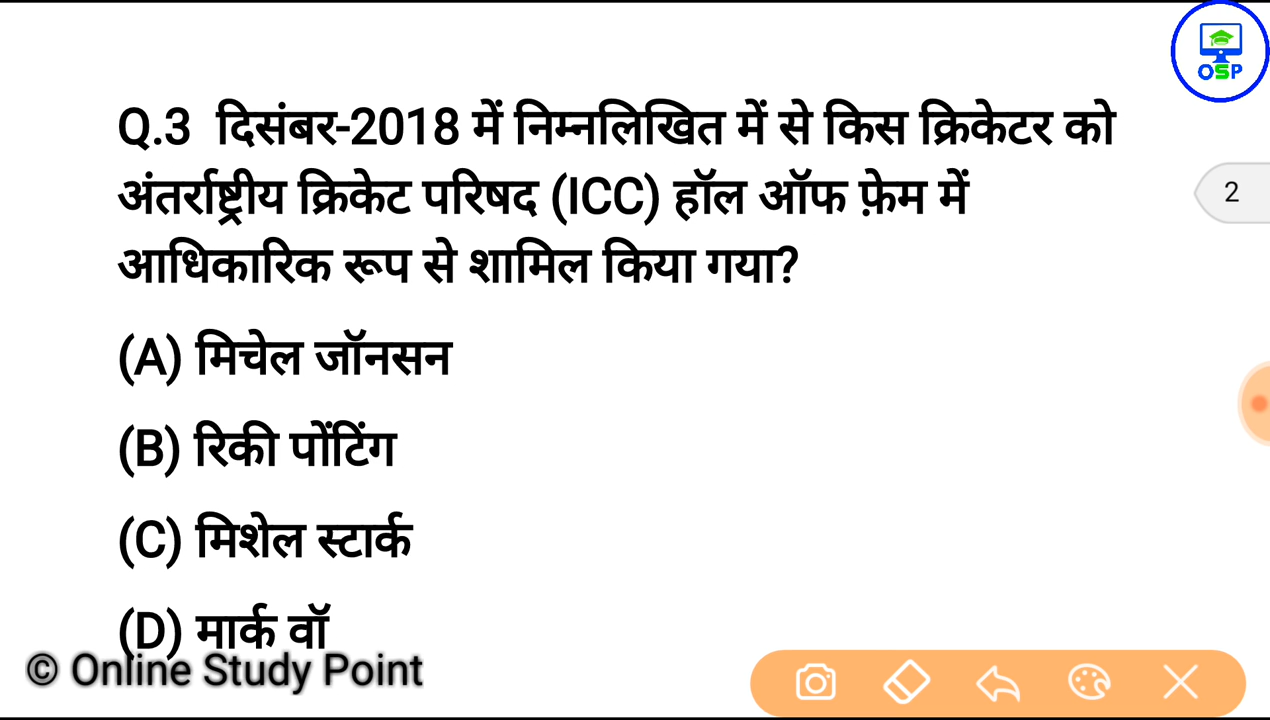 OSP
Q.3 दिसंबर-2018 में निम्नलिखित में से किस क्रिकेटर को
अंतर्राष्ट्रीय क्रिकेट परिषद (ICC) हॉल ऑफ फ़ेम में
2
आधिकारिक रूप से शामिल किया गया?
(A) मिचेल जॉनसन
(B) रिकी पोंटिंग
(C) मिशेल स्टार्क
(D) मार्क वॉ
© Online Study Point